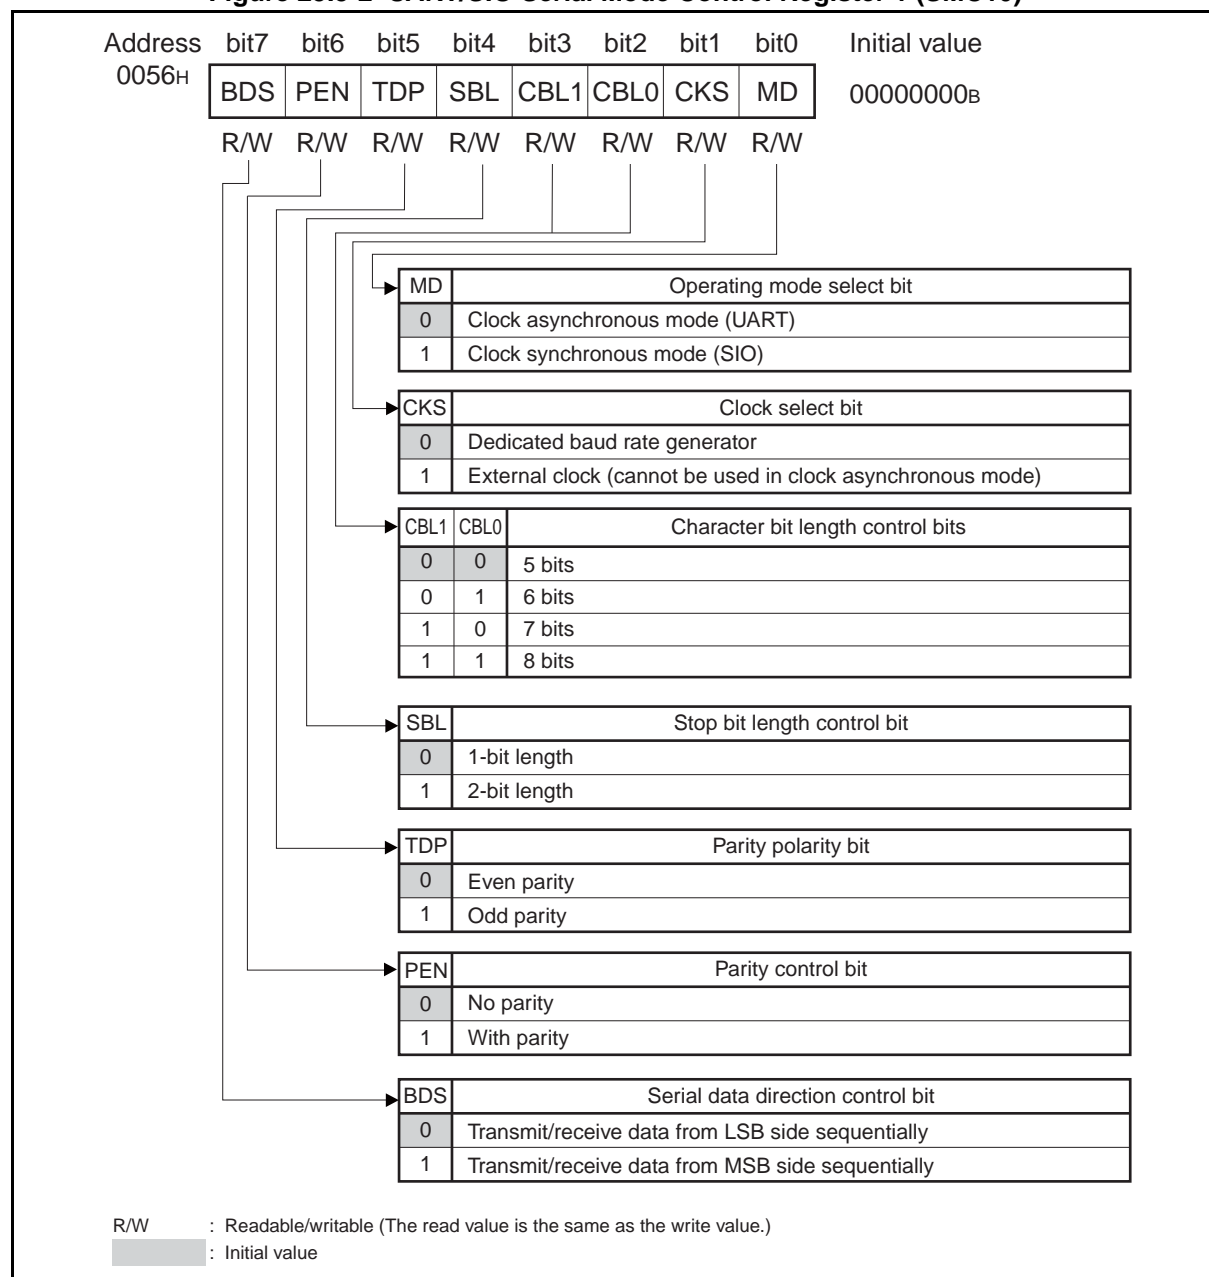 Address bit7 bit6 bit5 bit4 bit3 bit2 bit1 bit0 Initial value
0056H BDS PEN TDP SBL CBL1 CBL0 CKS MD 00000000B
R/W R/W R/W R/W R/W R/W R/W R/W
MD Operating mode select bit
0 Clock asynchronous mode (UART)
1 Clock synchronous mode (SIO)
CKS Clock select bit
0 Dedicated baud rate generator
1 External clock (cannot be used in clock asynchronous mode)
CBL1 CBL0 Character bit length control bits
0 0 5 bits
0 1 6 bits
1 0 7 bits
1 1 8 bits
SBL Stop bit length control bit
0 1-bit length
1 2-bit length
TDP Parity polarity bit
0 Even parity
1 Odd parity
PEN Parity control bit
0 No parity
1 With parity
BDS Serial data direction control bit
0 Transmit/receive data from LSB side sequentially
1 Transmit/receive data from MSB side sequentially
R/W : Readable/writable (The read value is the same as the write value.)
: Initial value